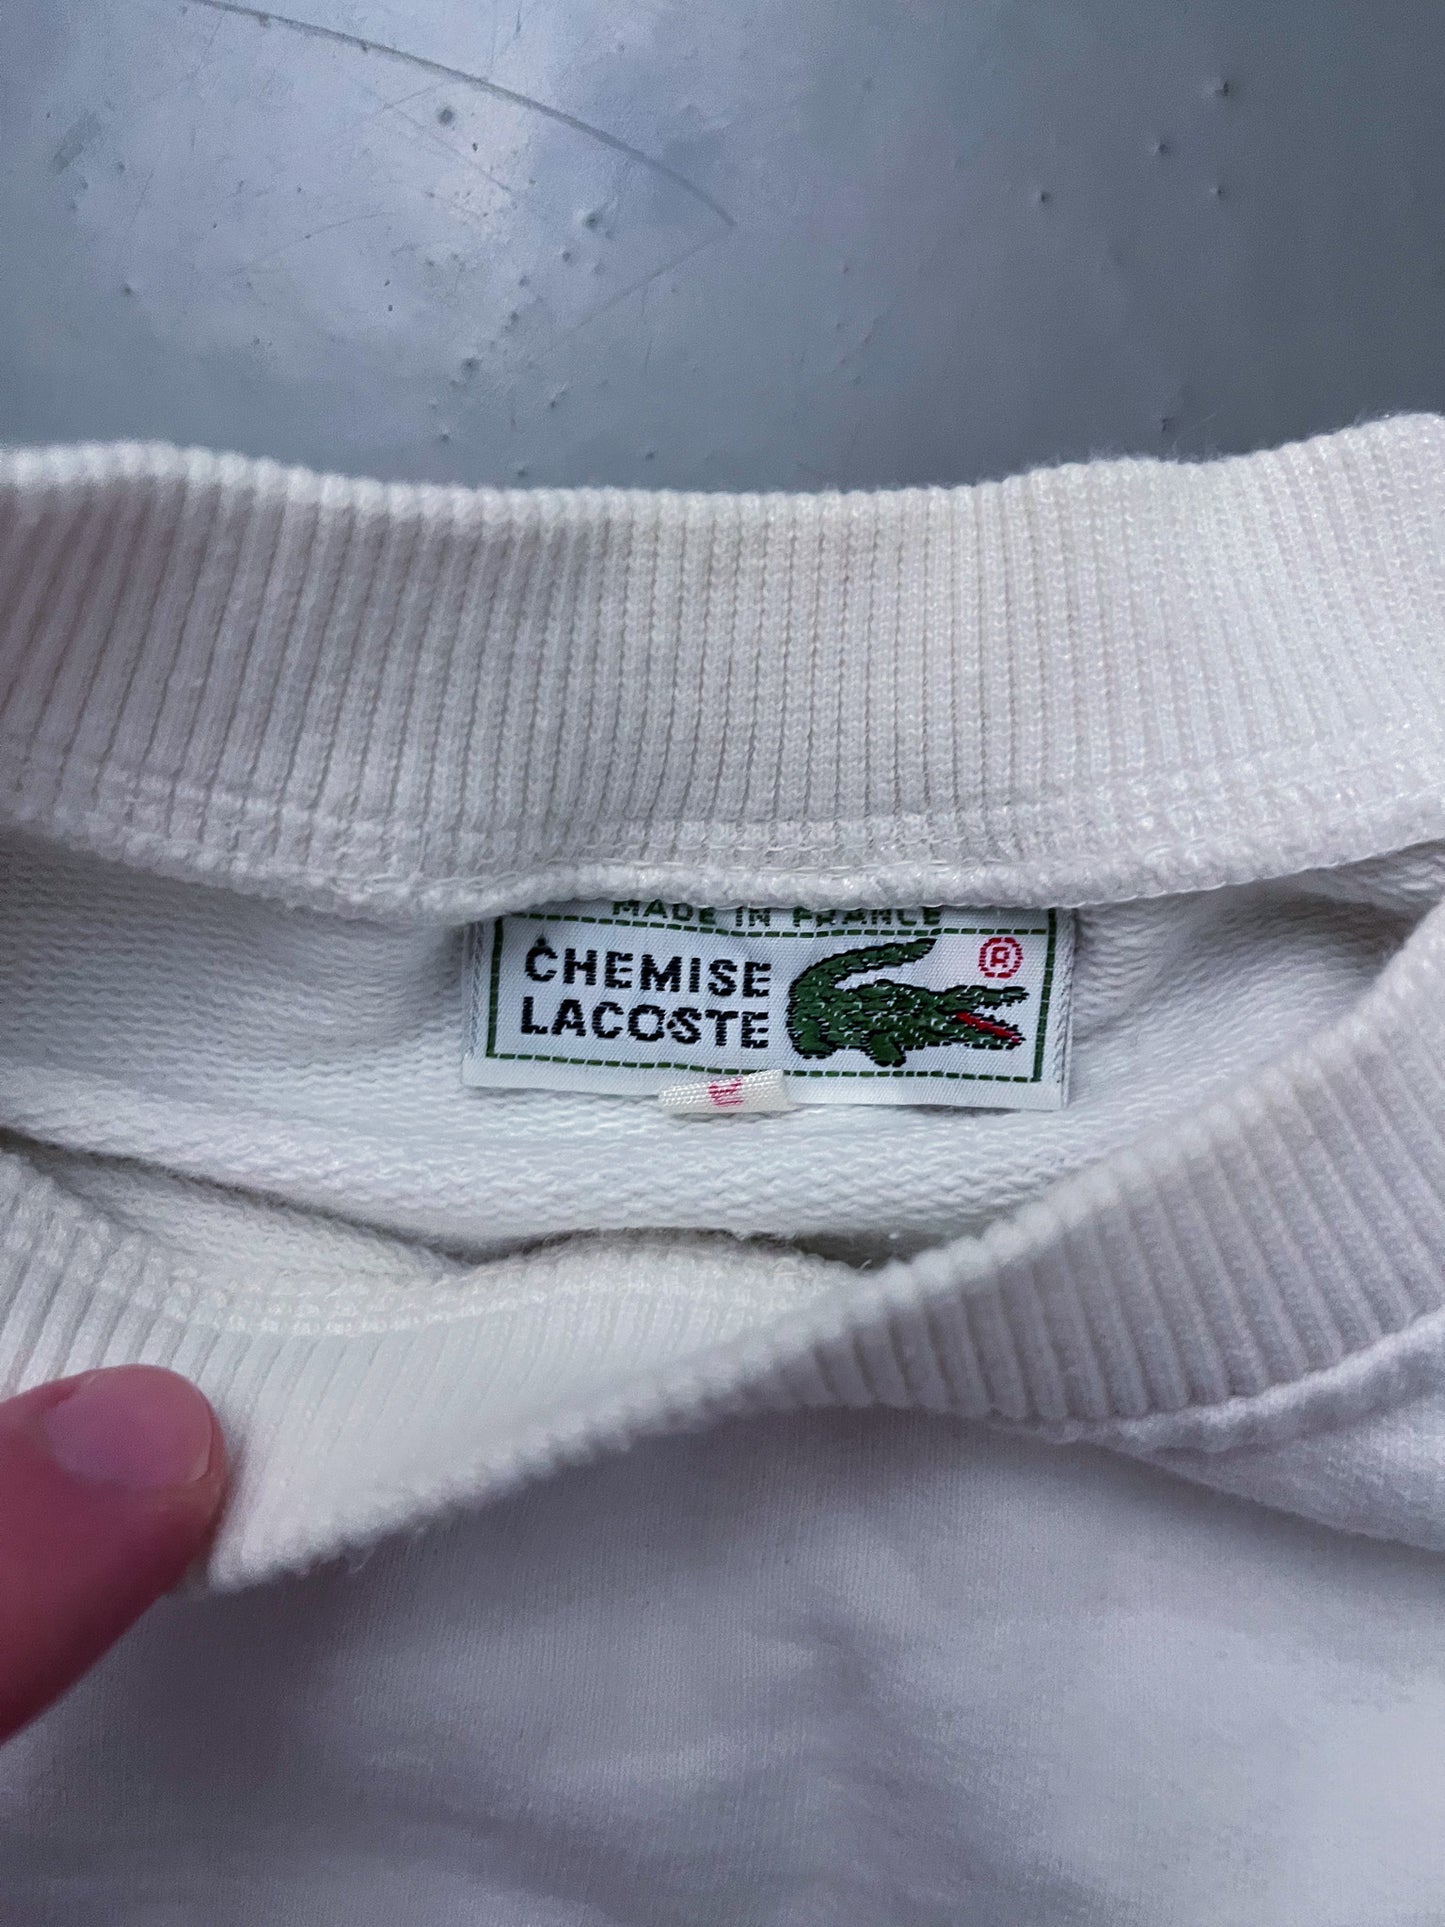 MADE IN FRANCE
CHEMISE
LACOSTE
®